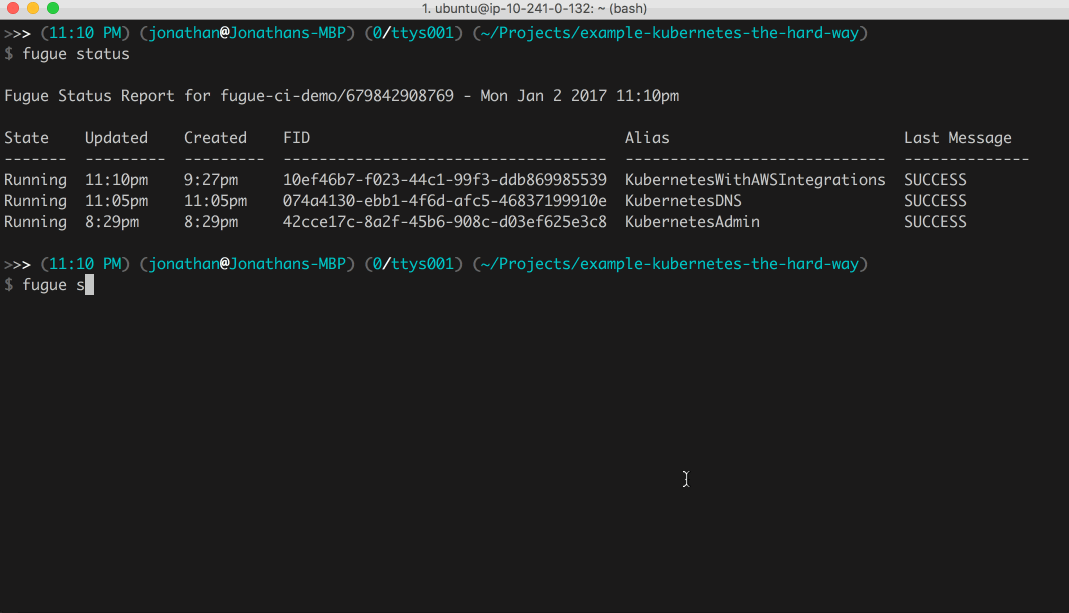 1. ubuntu@ip-10-241-0-132: ~ (bash)
>>> (11:10 PM) (jonathan@Jonathans-MBP) (0/ttys001) (~/Projects/example-kubernetes-the-hard-way)
$ fugue status
Fugue Status Report for fugue-ci-demo/679842908769 - Mon Jan 2 2017 11:10pm
State Updated Created FID Alias Last Message
------- --------- --------- ------------------------------------ ----------------------------- --------------
Running 11:10pm 9:27pm 10ef46b7-f023-44c1-99f3-ddb869985539 KubernetesWithAWSIntegrations SUCCESS
Running 11:05pm 11:05pm 074a4130-ebb1-4f6d-afc5-46837199910e KubernetesDNS SUCCESS
Running 8:29pm 8:29pm 42cce17c-8a2f-45b6-908c-d03ef625e3c8 KubernetesAdmin SUCCESS
>>> (11:10 PM) (jonathan@Jonathans-MBP) (0/ttys001) (~/Projects/example-kubernetes-the-hard-way)
$ fugue s